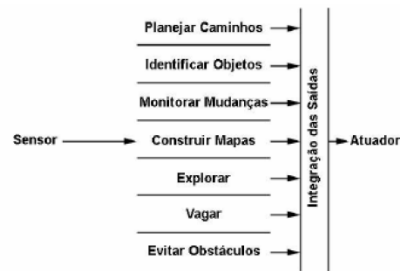 Planejar Caminhos
Identificar Objetos
Monitorar Mudanças
Sensor
Construir Mapas
Explorar
Vagar
Evitar Obstáculos
Integração das Saídas
Atuador